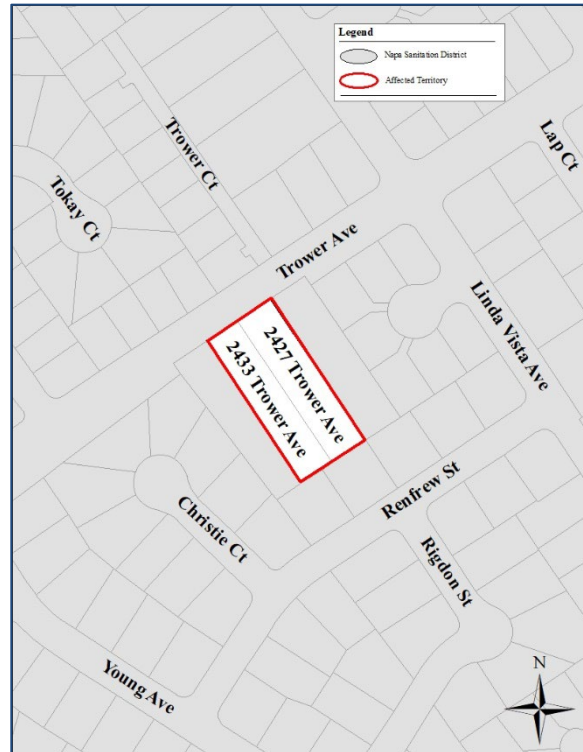 Legend
Napa Sanitation District
Affected Territory
Lap Ct
Trower Ct
Tokay Ct
Trower Ave
Linda Vista Ave
2427 Trower Ave
2433 Trower Ave
Renfrew St
Christie Ct
Rigdon St
Young Ave
N